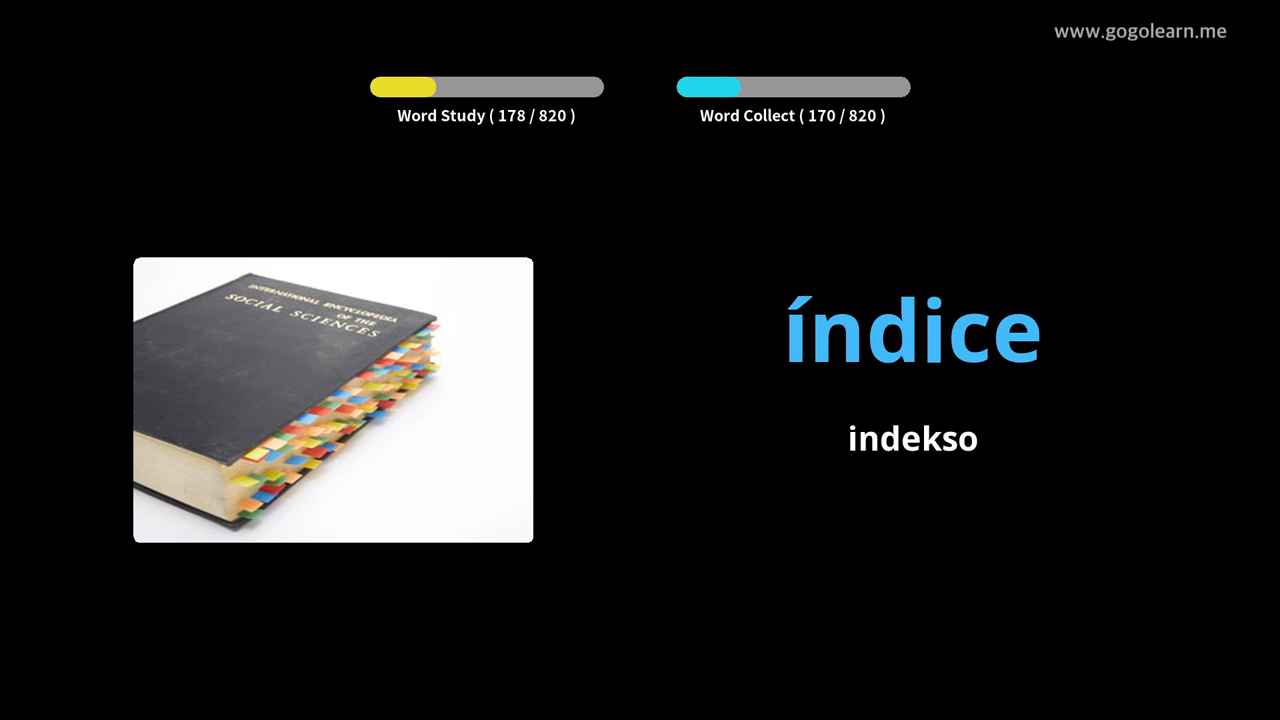 www.gogolearn.me
Word Study ( 178 / 820 )
Word Collect ( 170 / 820 )
INTERNATIONAL ENCYCLOPEDIA
OF THE
SOCIAL SCIENCES
índice
indekso